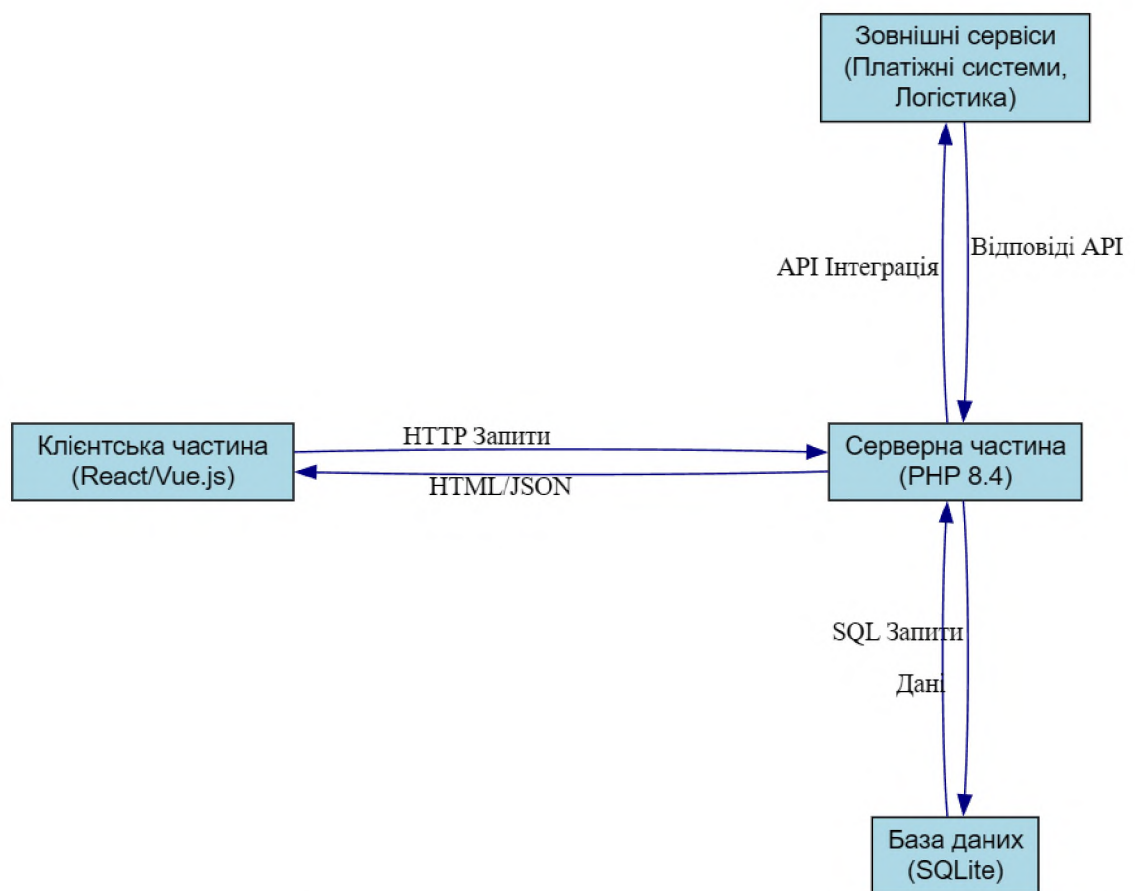 Зовнішні сервіси
(Платіжні системи,
Логістика)
Відповіді API
API Інтеграція
Клієнтська частина
(React/Vue.js)
HTTP Запити
HTML/JSON
Серверна частина
(PHP 8.4)
SQL Запити
Дані
База даних
(SQLite)